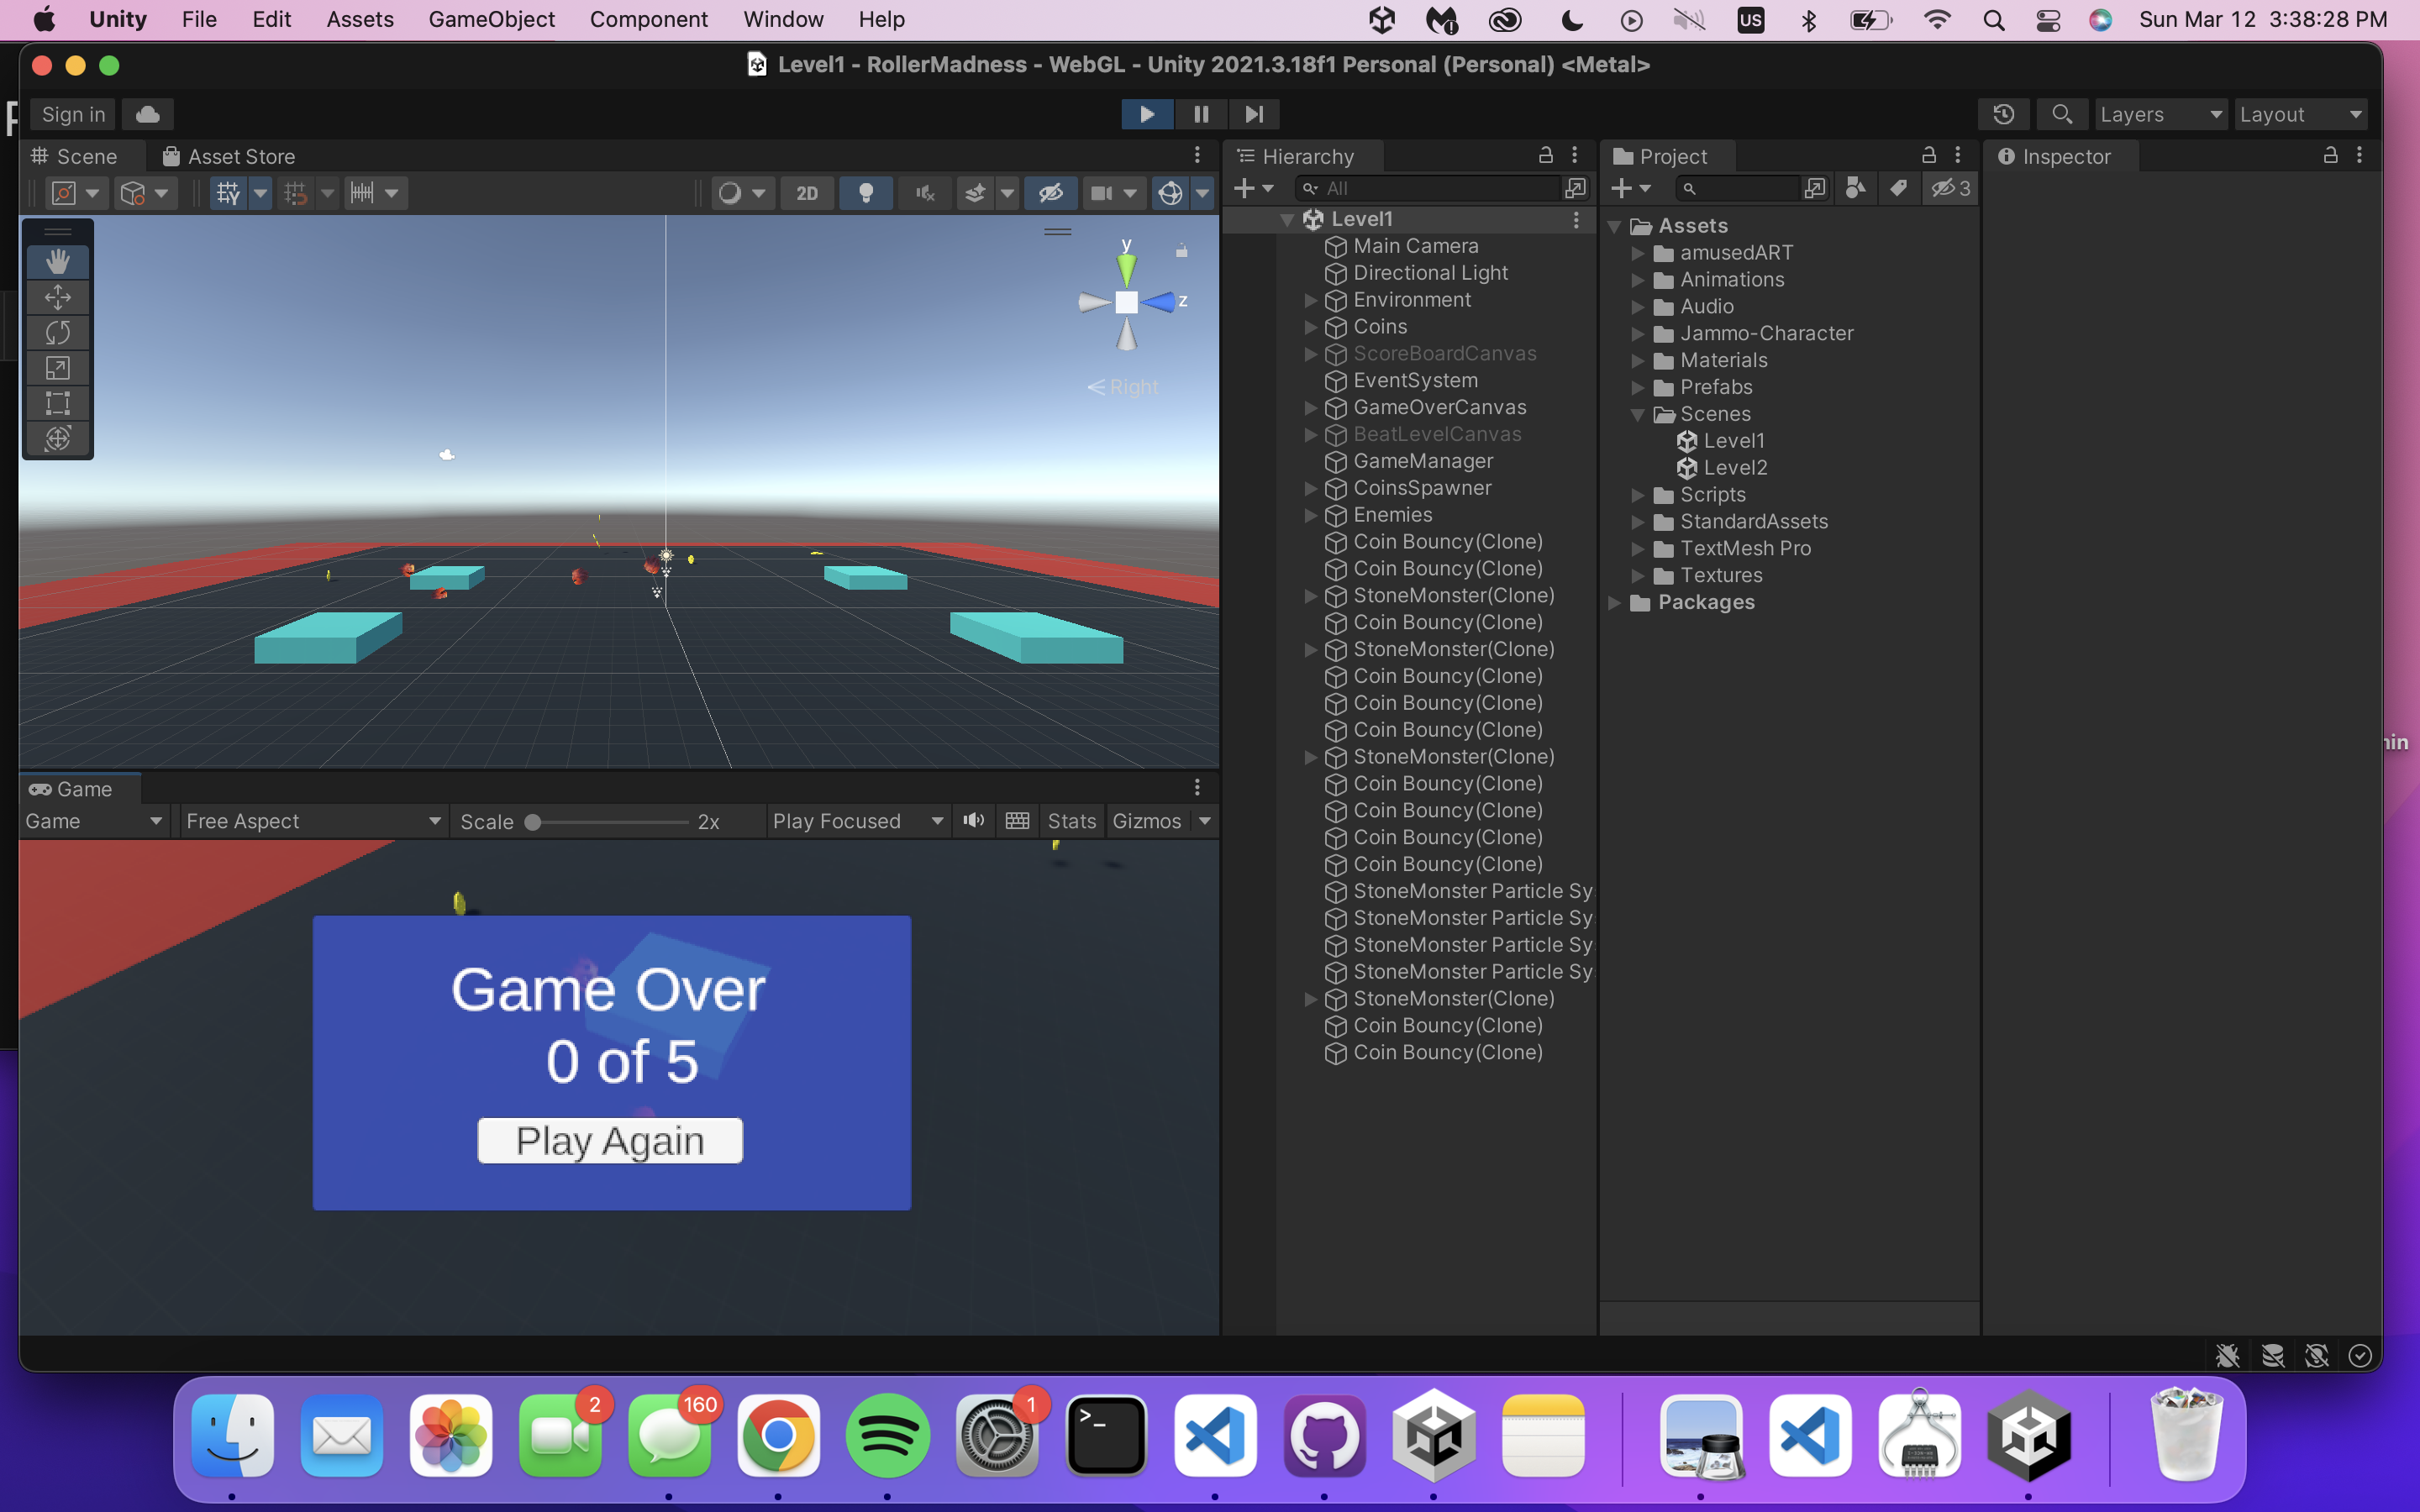 Unity File Edit Assets GameObject Component Window Help US Sun Mar 12 3:38:28 PM
Level1 - RollerMadness - WebGL - Unity 2021.3.18f1 Personal (Personal) <Metal>
Sign in Layers Layout
Scene Asset Store
2D
y
z
Right
Game
Game Free Aspect Scale 2x Play Focused Stats Gizmos
Game Over
0 of 5
Play Again
Hierarchy
All
Level1
Main Camera
Directional Light
Environment
Coins
ScoreBoardCanvas
EventSystem
GameOverCanvas
BeatLevelCanvas
GameManager
CoinsSpawner
Enemies
Coin Bouncy(Clone)
Coin Bouncy(Clone)
StoneMonster(Clone)
Coin Bouncy(Clone)
StoneMonster(Clone)
Coin Bouncy(Clone)
Coin Bouncy(Clone)
Coin Bouncy(Clone)
StoneMonster(Clone)
Coin Bouncy(Clone)
Coin Bouncy(Clone)
Coin Bouncy(Clone)
Coin Bouncy(Clone)
StoneMonster Particle Sy
StoneMonster Particle Sy
StoneMonster Particle Sy
StoneMonster Particle Sy
StoneMonster(Clone)
Coin Bouncy(Clone)
Coin Bouncy(Clone)
Project
3
Assets
amusedART
Animations
Audio
Jammo-Character
Materials
Prefabs
Scenes
Level1
Level2
Scripts
StandardAssets
TextMesh Pro
Textures
Packages
Inspector
2 160 1